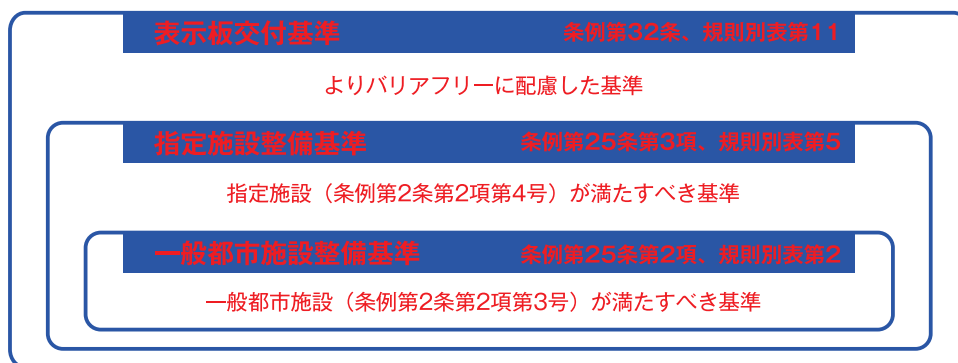 表示板交付基準 条例第32条、規則別表第11
よりバリアフリーに配慮した基準
指定施設整備基準 条例第25条第3項、規則別表第5
指定施設（条例第2条第2項第4号）が満たすべき基準
一般都市施設整備基準 条例第25条第2項、規則別表第2
一般都市施設（条例第2条第2項第3号）が満たすべき基準